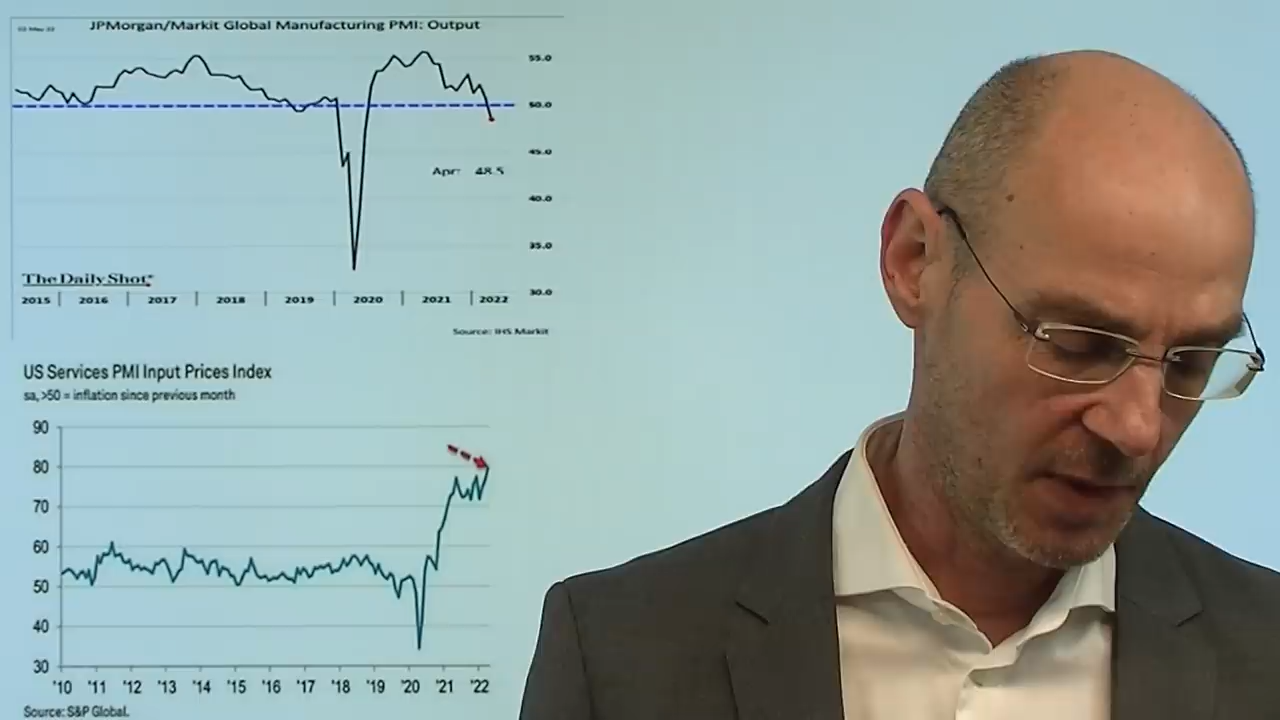 03 May 22
JPMorgan/Markit Global Manufacturing PMI: Output
55.0
50.0
45.0
Apr: 48.5
40.0
35.0
The Daily Shot
30.0
2015 | 2016 | 2017 | 2018 | 2019 | 2020 | 2021 | 2022
Source: IHS Markit
US Services PMI Input Prices Index
sa, >50 = inflation since previous month
90
80
70
60
50
40
30
'10 '11 '12 '13 '14 '15 '16 '17 '18 '19 '20 '21 '22
Source: S&P Global.